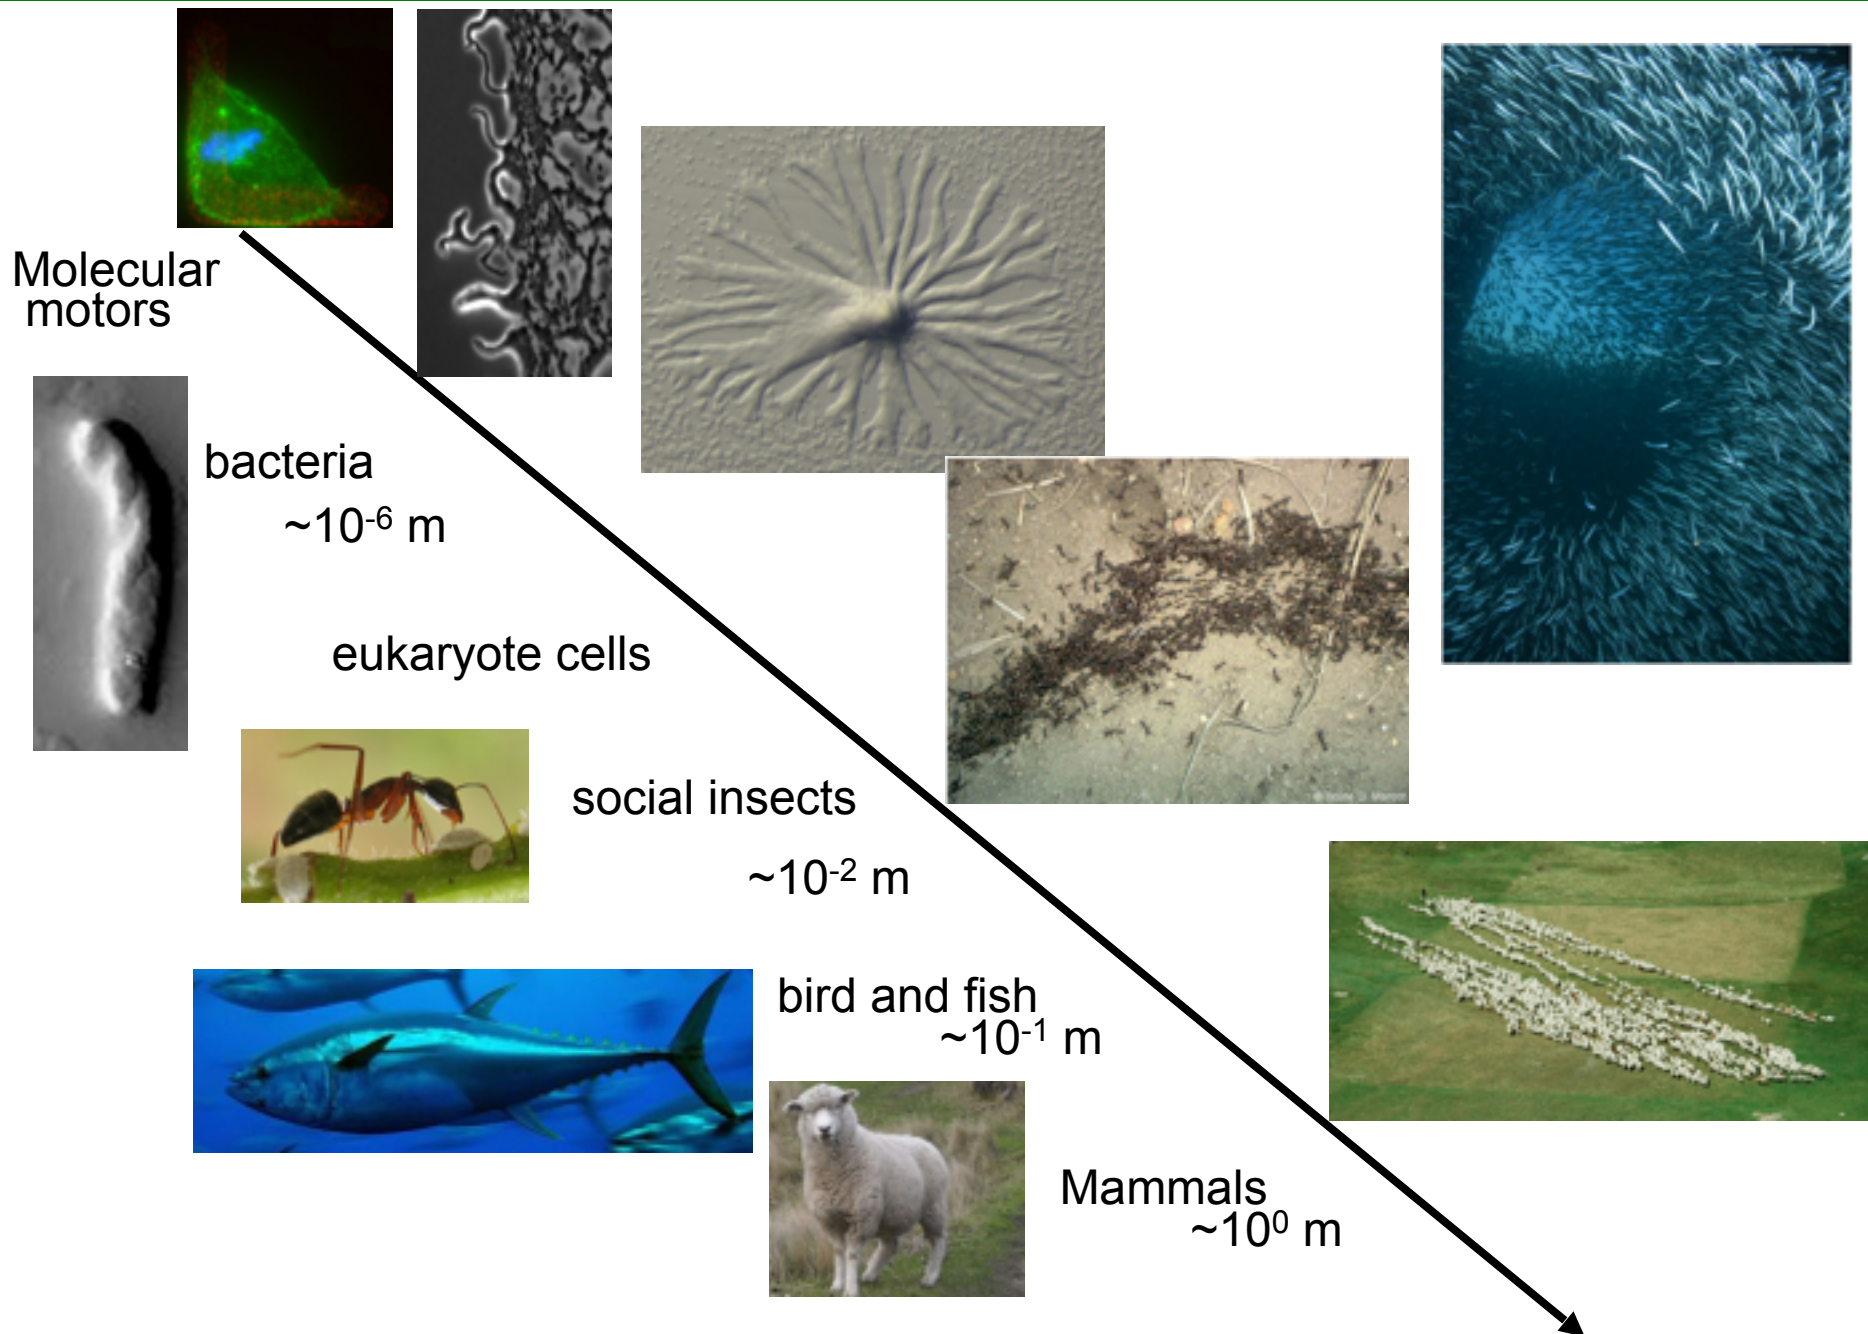 Molecular
motors
bacteria
~10⁻⁶ m
eukaryote cells
social insects
~10⁻² m
bird and fish
~10⁻¹ m
Mammals
~10⁰ m